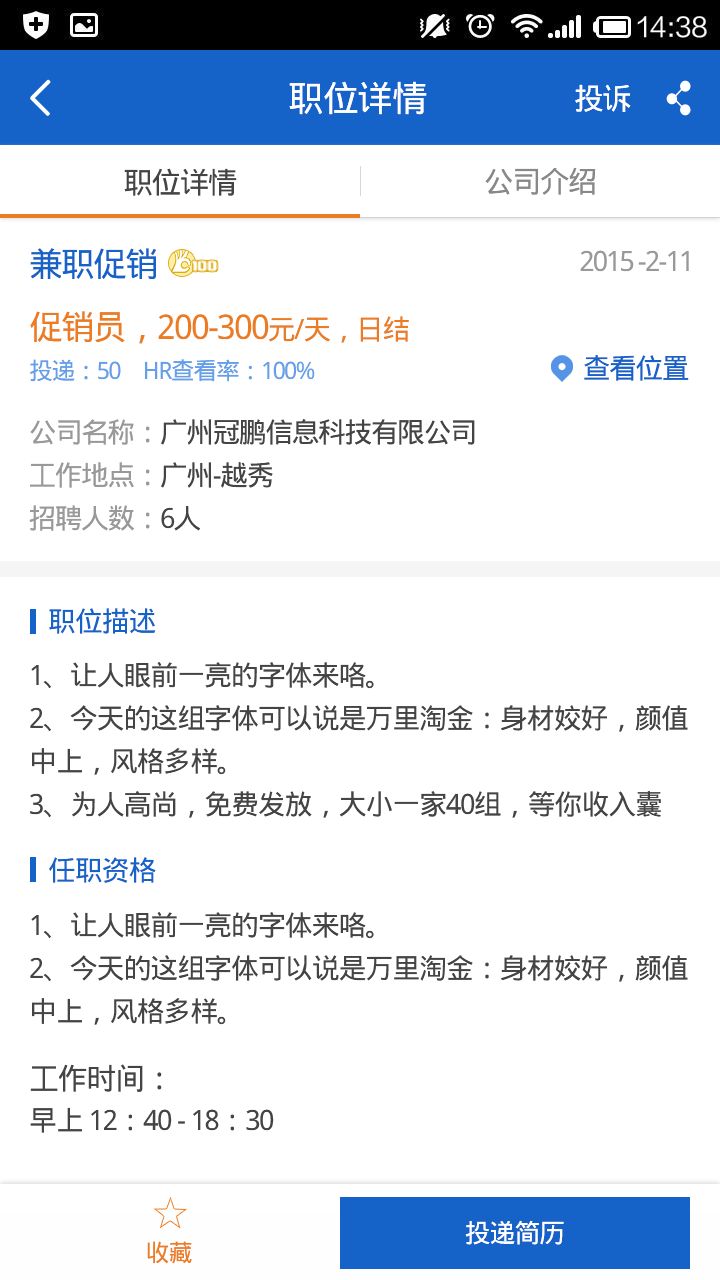 14:38
职位详情
投诉
职位详情
公司介绍
兼职促销
100
2015-2-11
促销员，200-300元/天，日结
投递：50 HR查看率：100%
查看位置
公司名称：广州冠鹏信息科技有限公司
工作地点：广州-越秀
招聘人数：6人
职位描述
1、让人眼前一亮的字体来咯。
2、今天的这组字体可以说是万里淘金：身材姣好，颜值
中上，风格多样。
3、为人高尚，免费发放，大小一家40组，等你收入囊
任职资格
1、让人眼前一亮的字体来咯。
2、今天的这组字体可以说是万里淘金：身材姣好，颜值
中上，风格多样。
工作时间：
早上 12：40 - 18：30
收藏
投递简历